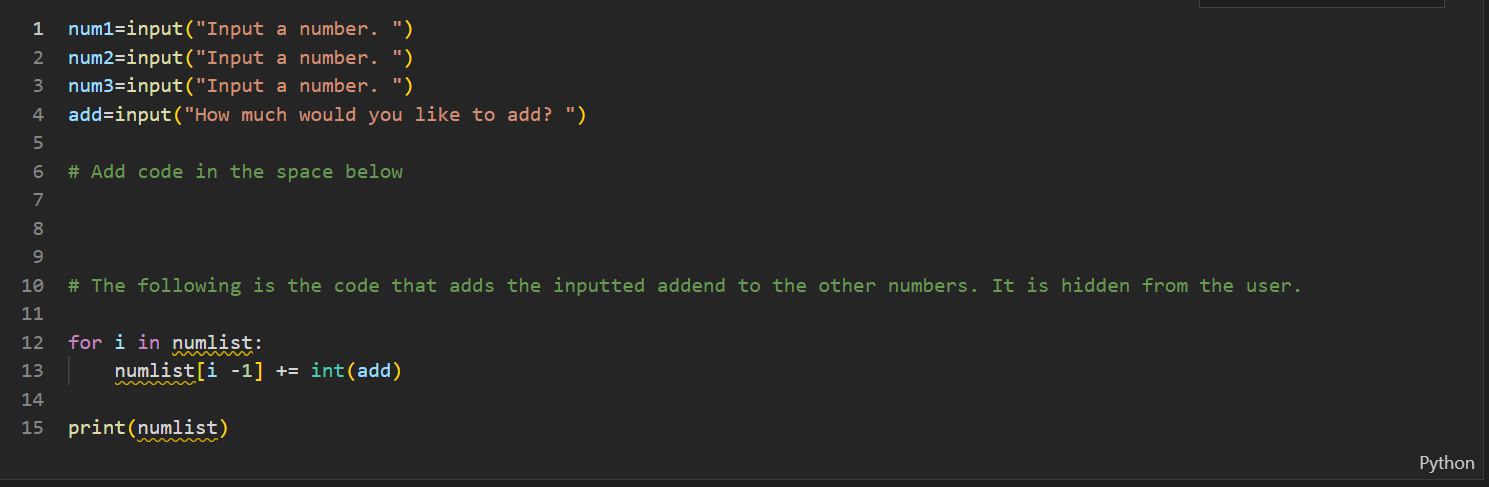 1 num1=input("Input a number. ")
2 num2=input("Input a number. ")
3 num3=input("Input a number. ")
4 add=input("How much would you like to add? ")
5
6 # Add code in the space below
7
8
9
10 # The following is the code that adds the inputted addend to the other numbers. It is hidden from the user.
11
12 for i in numlist:
13     numlist[i -1] += int(add)
14
15 print(numlist)
Python